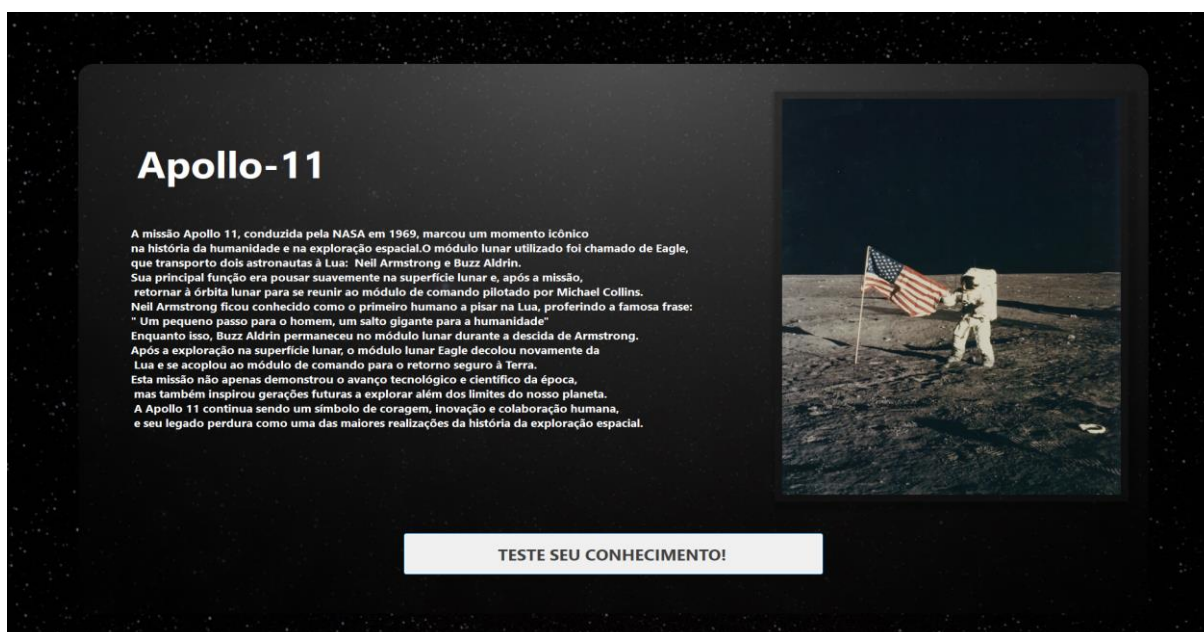 Apollo-11
A missão Apollo 11, conduzida pela NASA em 1969, marcou um momento icônico
na história da humanidade e na exploração espacial.O módulo lunar utilizado foi chamado de Eagle,
que transporto dois astronautas à Lua:  Neil Armstrong e Buzz Aldrin.
Sua principal função era pousar suavemente na superfície lunar e, após a missão,
retornar à órbita lunar para se reunir ao módulo de comando pilotado por Michael Collins.
Neil Armstrong ficou conhecido como o primeiro humano a pisar na Lua, proferindo a famosa frase:
" Um pequeno passo para o homem, um salto gigante para a humanidade"
Enquanto isso, Buzz Aldrin permaneceu no módulo lunar durante a descida de Armstrong.
Após a exploração na superfície lunar, o módulo lunar Eagle decolou novamente da
Lua e se acoplou ao módulo de comando para o retorno seguro à Terra.
Esta missão não apenas demonstrou o avanço tecnológico e científico da época,
mas também inspirou gerações futuras a explorar além dos limites do nosso planeta.
A Apollo 11 continua sendo um símbolo de coragem, inovação e colaboração humana,
e seu legado perdura como uma das maiores realizações da história da exploração espacial.
TESTE SEU CONHECIMENTO!